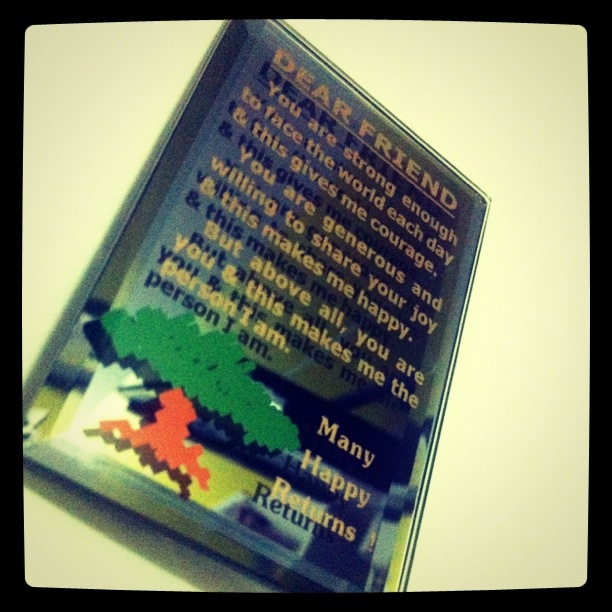 DEAR FRIEND
You are strong enough
to face the world each day
& this gives me courage.
You are generous and
willing to share your joy
& this makes me happy.
But above all, you are
you & this makes me the
person I am.
Many
Happy
Returns !